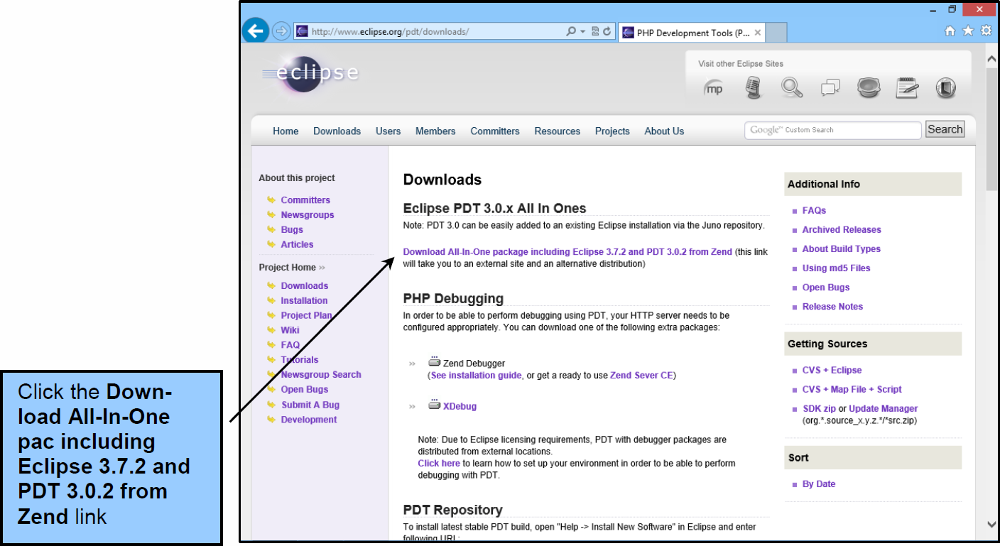 http://www.eclipse.org/pdt/downloads/
PHP Development Tools (P...
eclipse
Visit other Eclipse Sites
mp
Home Downloads Users Members Committers Resources Projects About Us
Google™ Custom Search
Search
About this project
Committers
Newsgroups
Bugs
Articles
Project Home »
Downloads
Installation
Project Plan
Wiki
FAQ
Tutorials
Newsgroup Search
Open Bugs
Submit A Bug
Development
Downloads
Eclipse PDT 3.0.x All In Ones
Note: PDT 3.0 can be easily added to an existing Eclipse installation via the Juno repository.
Download All-In-One package including Eclipse 3.7.2 and PDT 3.0.2 from Zend (this link
will take you to an external site and an alternative distribution)
PHP Debugging
In order to be able to perform debugging using PDT, your HTTP server needs to be
configured appropriately. You can download one of the following extra packages:
» Zend Debugger
(See installation guide, or get a ready to use Zend Sever CE)
» XDebug
Note: Due to Eclipse licensing requirements, PDT with debugger packages are
distributed from external locations.
Click here to learn how to set up your environment in order to be able to perform
debugging with PDT.
PDT Repository
To install latest stable PDT build, open "Help -> Install New Software" in Eclipse and enter
following URL:
Additional Info
FAQs
Archived Releases
About Build Types
Using md5 Files
Open Bugs
Release Notes
Getting Sources
CVS + Eclipse
CVS + Map File + Script
SDK zip or Update Manager
(org.*.source_x.y.z.*/*src.zip)
Sort
By Date
Click the Down-
load All-In-One
pac including
Eclipse 3.7.2 and
PDT 3.0.2 from
Zend link